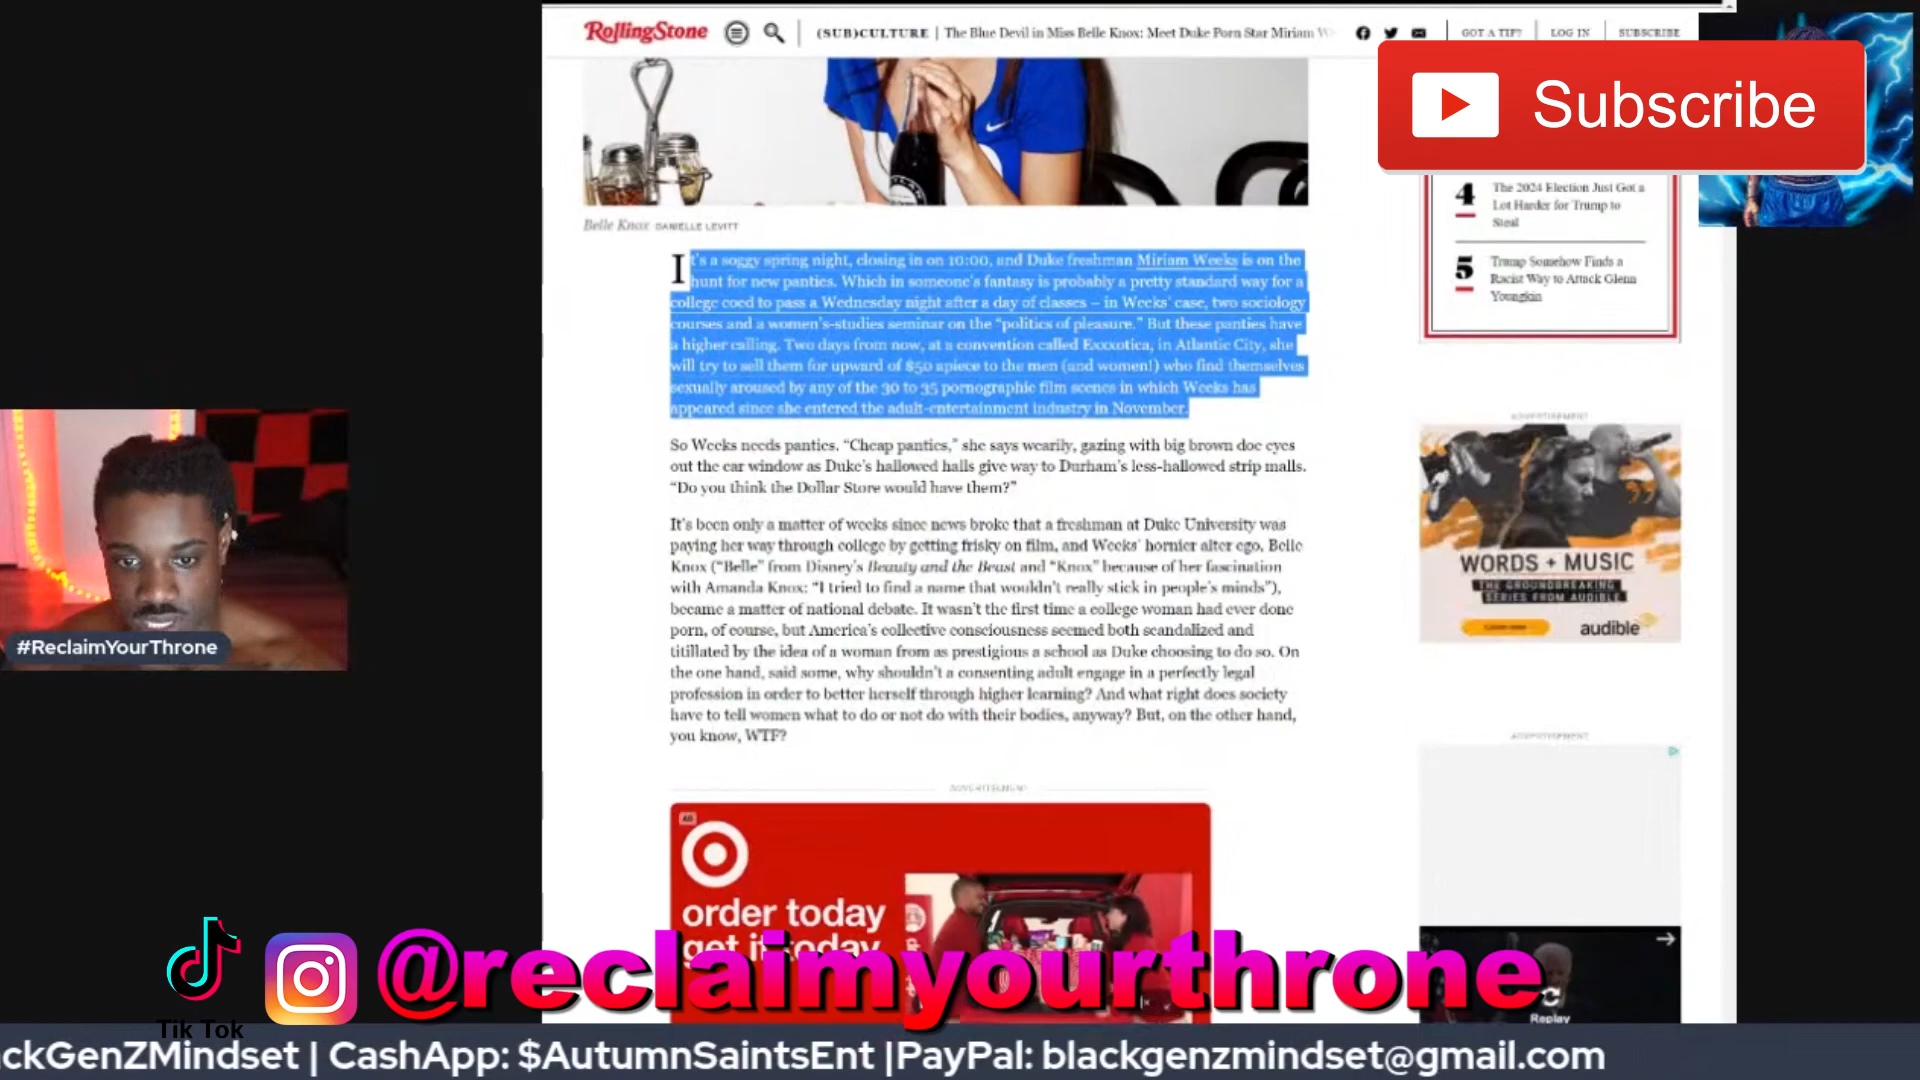 RollingStone
(SUB)CULTURE | The Blue Devil in Miss Belle Knox: Meet Duke Porn Star Miriam W
GOT A TIP?
LOG IN
SUBSCRIBE
Subscribe
Belle Knox DANIELLE LEVITT
It's a soggy spring night, closing in on 10:00, and Duke freshman Miriam Weeks is on the
hunt for new panties. Which in someone's fantasy is probably a pretty standard way for a
college coed to pass a Wednesday night after a day of classes – in Weeks' case, two sociology
courses and a women's-studies seminar on the “politics of pleasure.” But these panties have
a higher calling. Two days from now, at a convention called Exxxotica, in Atlantic City, she
will try to sell them for upward of $50 apiece to the men (and women!) who find themselves
sexually aroused by any of the 30 to 35 pornographic film scenes in which Weeks has
appeared since she entered the adult-entertainment industry in November.
So Weeks needs panties. “Cheap panties,” she says wearily, gazing with big brown doe eyes
out the car window as Duke's hallowed halls give way to Durham's less-hallowed strip malls.
“Do you think the Dollar Store would have them?”
It's been only a matter of weeks since news broke that a freshman at Duke University was
paying her way through college by getting frisky on film, and Weeks' hornier alter ego, Belle
Knox (“Belle” from Disney's Beauty and the Beast and “Knox” because of her fascination
with Amanda Knox: “I tried to find a name that wouldn't really stick in people's minds”),
became a matter of national debate. It wasn't the first time a college woman had ever done
porn, of course, but America's collective consciousness seemed both scandalized and
titillated by the idea of a woman from as prestigious a school as Duke choosing to do so. On
the one hand, said some, why shouldn't a consenting adult engage in a perfectly legal
profession in order to better herself through higher learning? And what right does society
have to tell women what to do or not do with their bodies, anyway? But, on the other hand,
you know, WTF?
4
The 2024 Election Just Got a
Lot Harder for Trump to
Steal
5
Trump Somehow Finds a
Racist Way to Attack Glenn
Youngkin
ADVERTISEMENT
WORDS + MUSIC
THE GROUNDBREAKING
SERIES FROM AUDIBLE
audible
ADVERTISEMENT
Replay
ADVERTISEMENT
AD
order today
get it today
#ReclaimYourThrone
Tik Tok
@reclaimyourthrone
ackGenZMindset | CashApp: $AutumnSaintsEnt |PayPal: blackgenzmindset@gmail.com